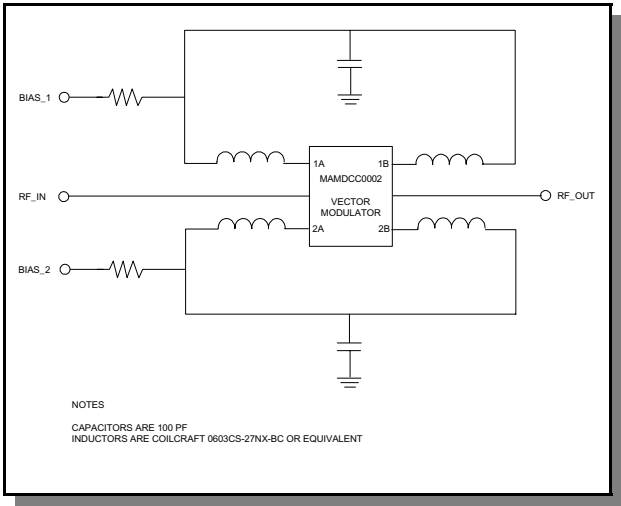 BIAS_1
1A
1B
MAMDCC0002
RF_IN
RF_OUT
VECTOR
MODULATOR
2A
2B
BIAS_2
NOTES
CAPACITORS ARE 100 PF
INDUCTORS ARE COILCRAFT 0603CS-27NX-BC OR EQUIVALENT